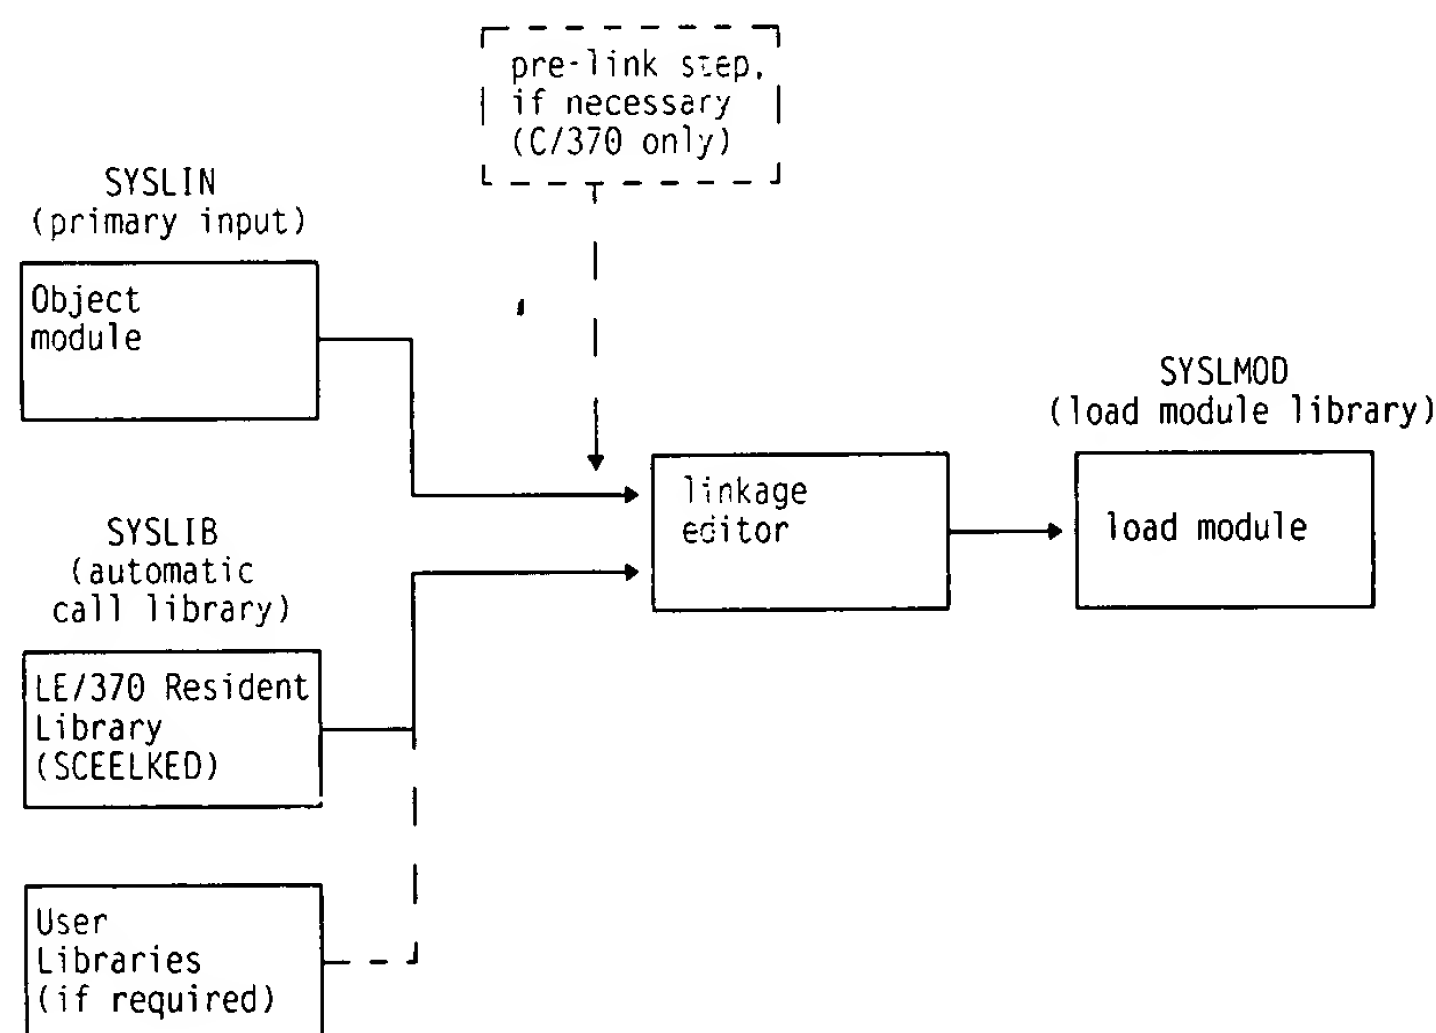 pre-link step,
if necessary
(C/370 only)
SYSLIN
(primary input)
Object
module
SYSLMOD
(load module library)
linkage
editor
load module
SYSLIB
(automatic
call library)
LE/370 Resident
Library
(SCEELKED)
User
Libraries
(if required)